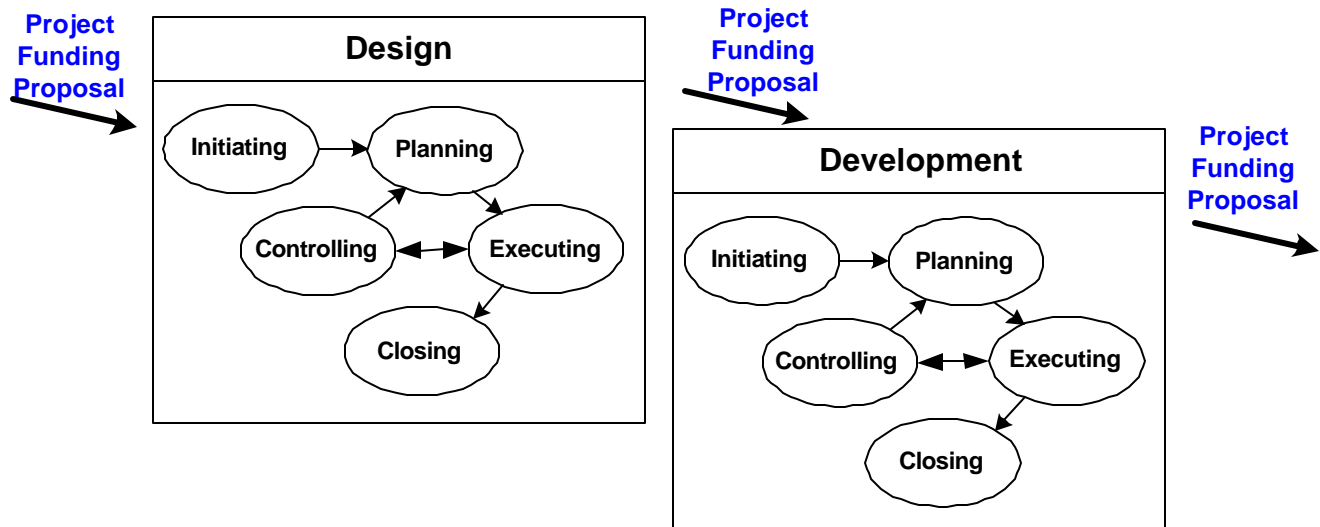 Project
Funding
Proposal
Design
Initiating
Planning
Controlling
Executing
Closing
Project
Funding
Proposal
Development
Initiating
Planning
Controlling
Executing
Closing
Project
Funding
Proposal